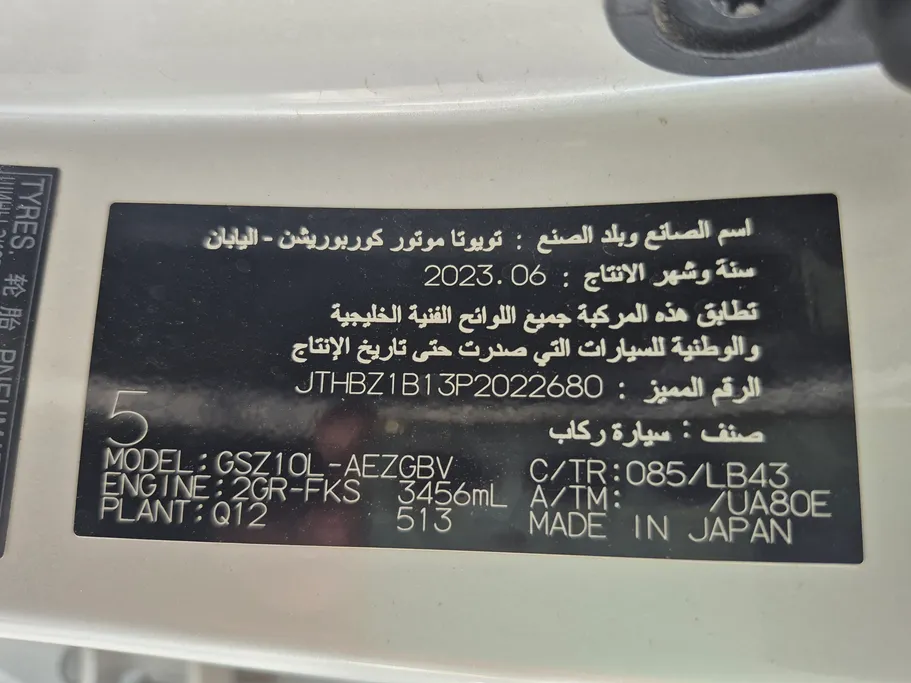 اسم الصانع وبلد الصنع : تويوتا موتور كوربوريشن - اليابان
سنة وشهر الانتاج : 2023.06
تطابق هذه المركبة جميع اللوائح الفنية الخليجية
والوطنية للسيارات التي صدرت حتى تاريخ الإنتاج
الرقم المميز : JTHBZ1B13P2022680
صنف : سيارة ركاب
5
MODEL:GSZ10L-AEZGBV C/TR:085/LB43
ENGINE:2GR-FKS 3456mL A/TM: /UA80E
PLANT:Q12 513 MADE IN JAPAN
TYRES. 轮胎.